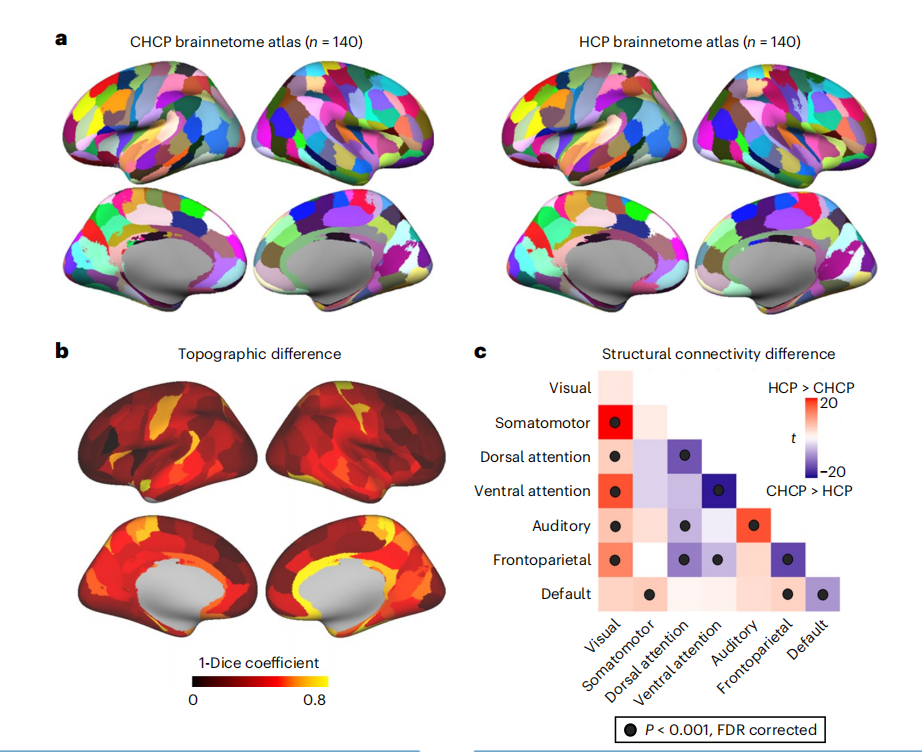 a
CHCP brainnetome atlas (n = 140)
HCP brainnetome atlas (n = 140)
b
Topographic difference
1-Dice coefficient
0
0.8
c
Structural connectivity difference
Visual
Somatomotor
Dorsal attention
Ventral attention
Auditory
Frontoparietal
Default
HCP > CHCP
20
t
−20
CHCP > HCP
Visual
Somatomotor
Dorsal attention
Ventral attention
Auditory
Frontoparietal
Default
P < 0.001, FDR corrected